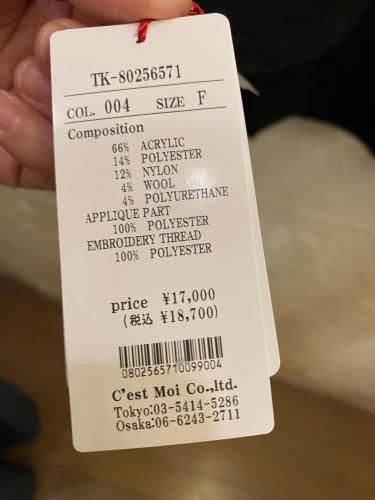 TK-80256571
COL. 004 SIZE F
Composition
66% ACRYLIC
14% POLYESTER
12% NYLON
4% WOOL
4% POLYURETHANE
APPLIQUE PART
100% POLYESTER
EMBROIDERY THREAD
100% POLYESTER
price ¥17,000
(税込 ¥18,700)
0802565710099004
C'est Moi Co.,ltd.
Tokyo:03-5414-5286
Osaka:06-6243-2711